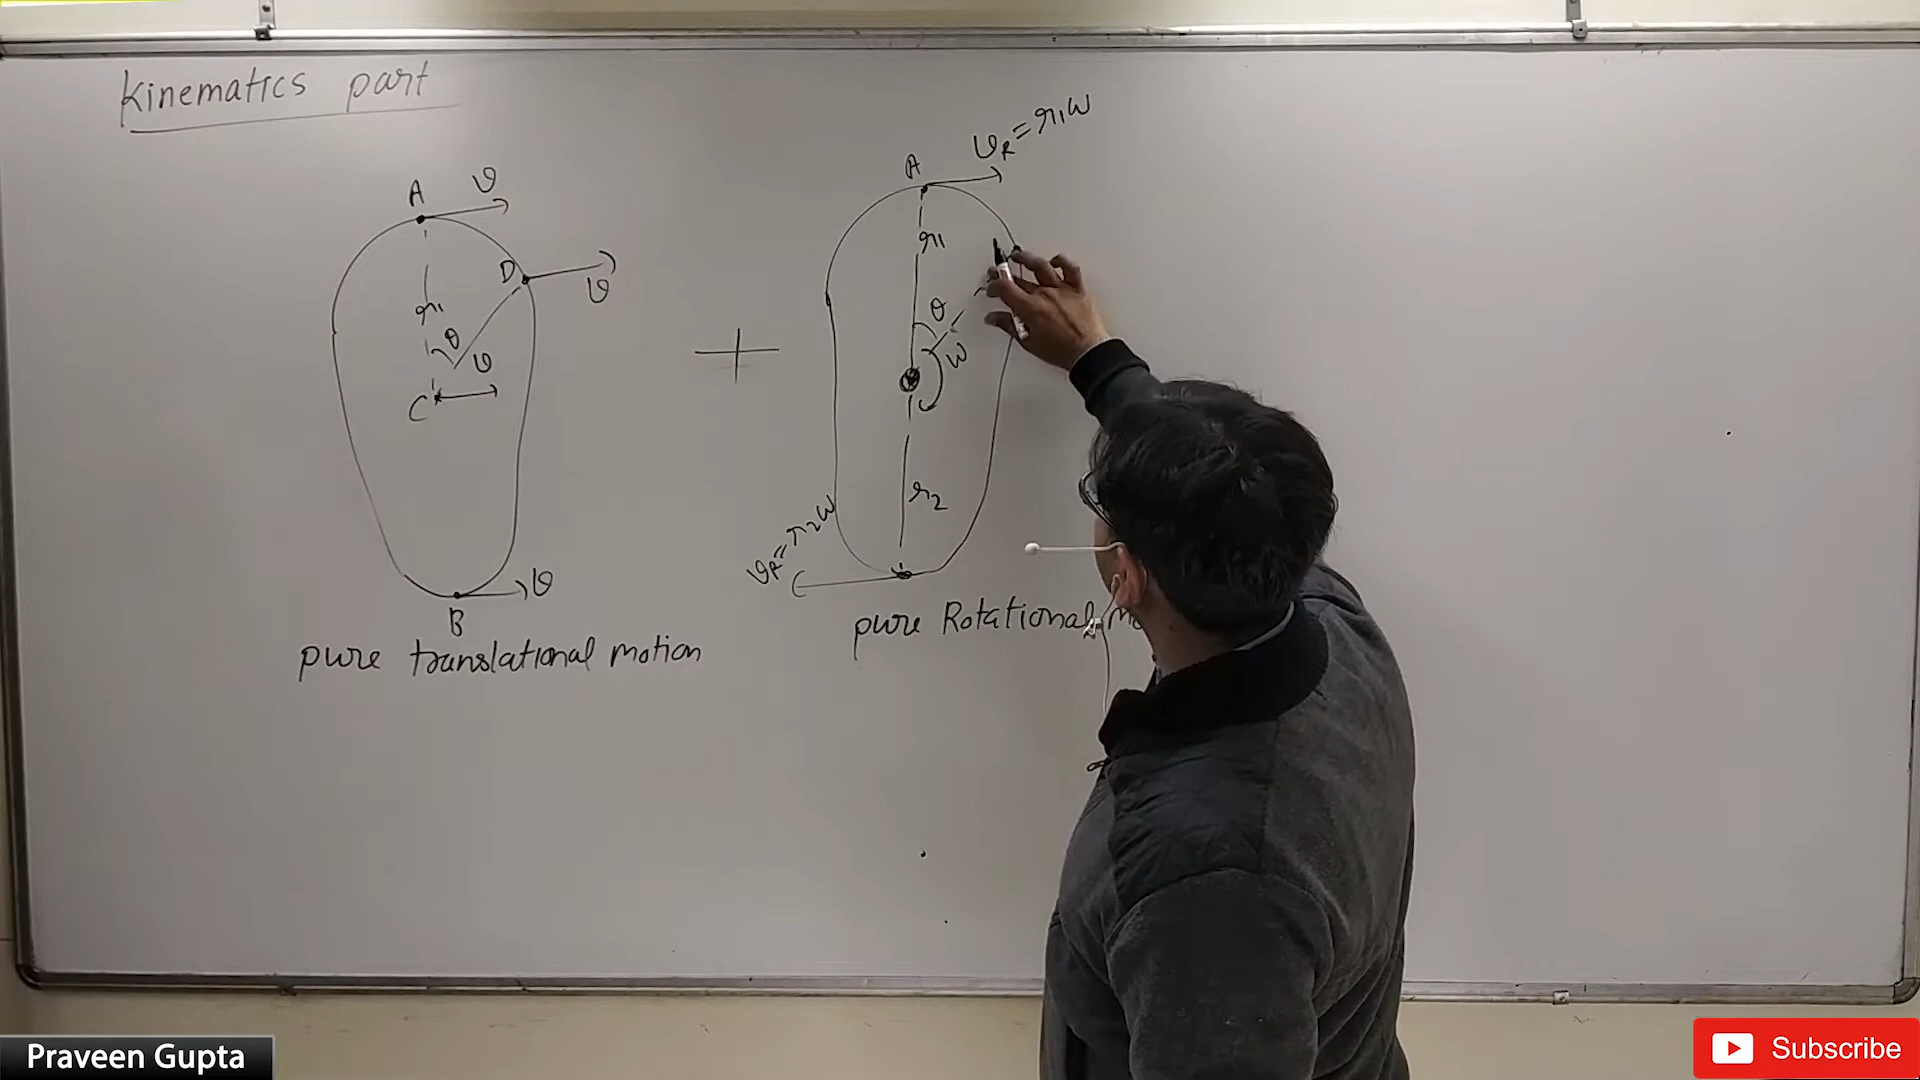 Kinematics part
A
v
D
v
r1
θ
v
C
v
B
pure translational motion
+
A
vR = r1ω
r1
θ
ω
r2
vR = r2ω
pure Rotational
Praveen Gupta
Subscribe